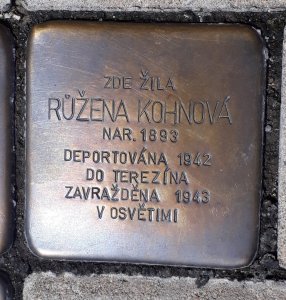 ZDE ŽILA
RŮŽENA KOHNOVÁ
NAR. 1893
DEPORTOVÁNA 1942
DO TEREZÍNA
ZAVRAŽDĚNA 1943
V OSVĚTIMI